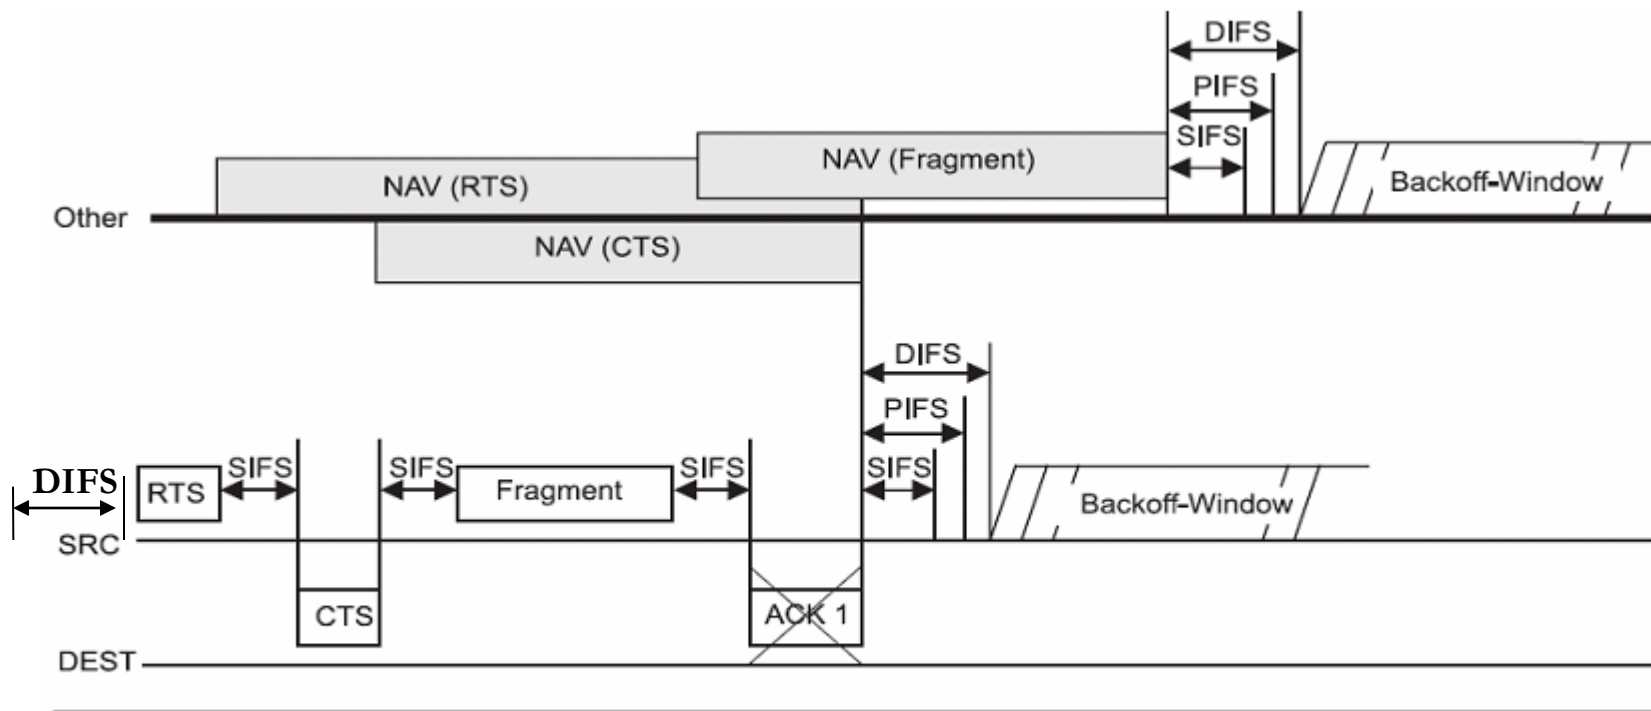 DIFS
PIFS
SIFS
NAV (Fragment)
NAV (RTS)
Backoff-Window
Other
NAV (CTS)
DIFS
PIFS
DIFS
RTS
SIFS
SIFS
Fragment
SIFS
SIFS
Backoff-Window
SRC
CTS
ACK 1
DEST